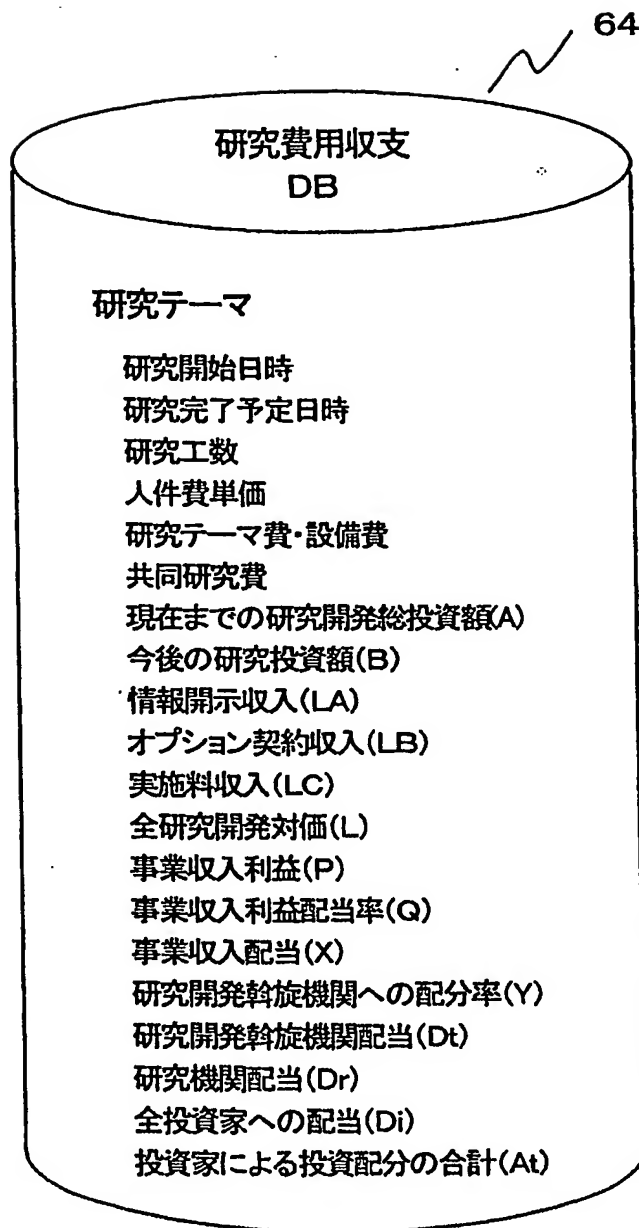 64
研究費用収支
DB
研究テーマ
研究開始日時
研究完了予定日時
研究工数
人件費単価
研究テーマ費・設備費
共同研究費
現在までの研究開発総投資額(A)
今後の研究投資額(B)
情報開示収入(LA)
オプション契約収入(LB)
実施料収入(LC)
全研究開発対価(L)
事業収入利益(P)
事業収入利益配当率(Q)
事業収入配当(X)
研究開発斡旋機関への配分率(Y)
研究開発斡旋機関配当(Dt)
研究機関配当(Dr)
全投資家への配当(Di)
投資家による投資配分の合計(At)